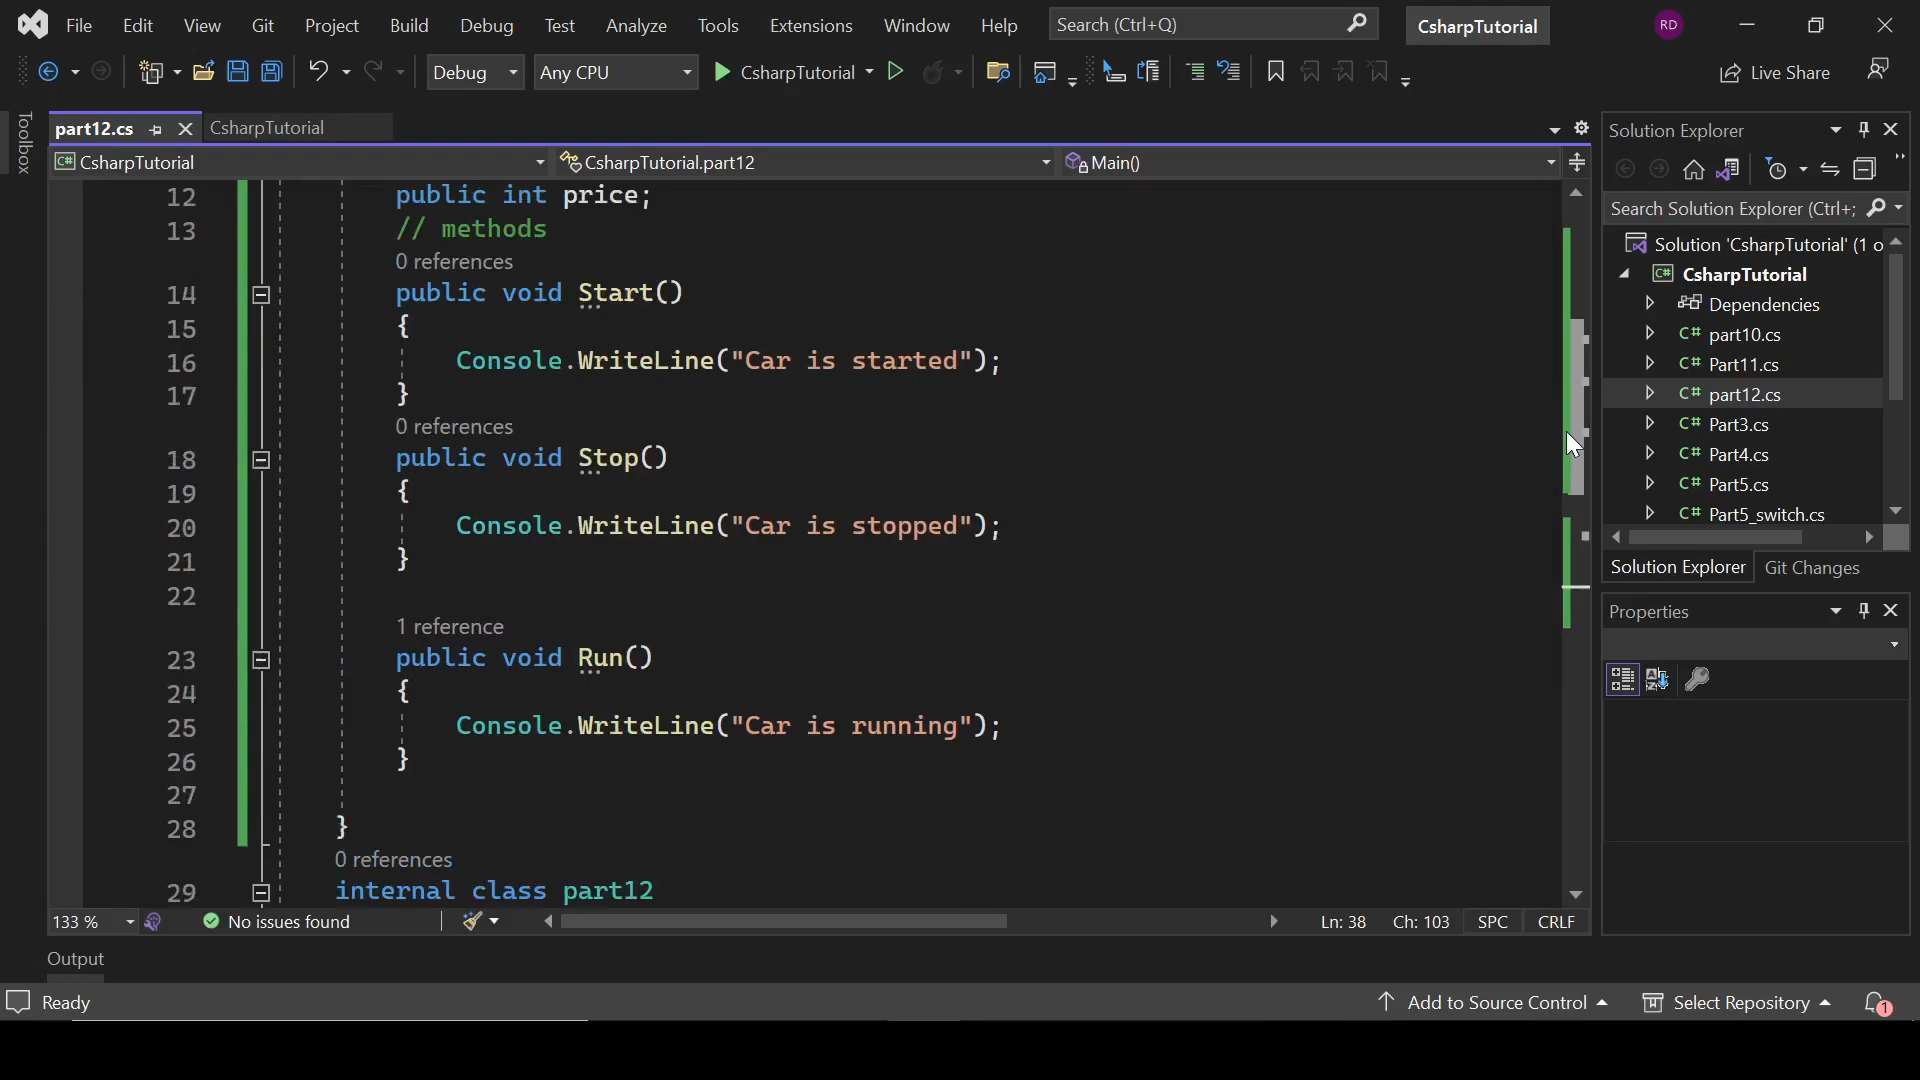 File Edit View Git Project Build Debug Test Analyze Tools Extensions Window Help Search (Ctrl+Q) CsharpTutorial RD
Debug Any CPU CsharpTutorial Live Share
Toolbox
part12.cs CsharpTutorial
C# CsharpTutorial CsharpTutorial.part12 Main()
12 public int price;
13 // methods
0 references
14 public void Start()
15 {
16 Console.WriteLine("Car is started");
17 }
0 references
18 public void Stop()
19 {
20 Console.WriteLine("Car is stopped");
21 }
22
1 reference
23 public void Run()
24 {
25 Console.WriteLine("Car is running");
26 }
27
28 }
0 references
29 internal class part12
133 % No issues found Ln: 38 Ch: 103 SPC CRLF
Solution Explorer
Search Solution Explorer (Ctrl+;
Solution 'CsharpTutorial' (1 o
C# CsharpTutorial
Dependencies
C# part10.cs
C# Part11.cs
C# part12.cs
C# Part3.cs
C# Part4.cs
C# Part5.cs
C# Part5_switch.cs
Solution Explorer Git Changes
Properties
Output
Ready Add to Source Control Select Repository 1